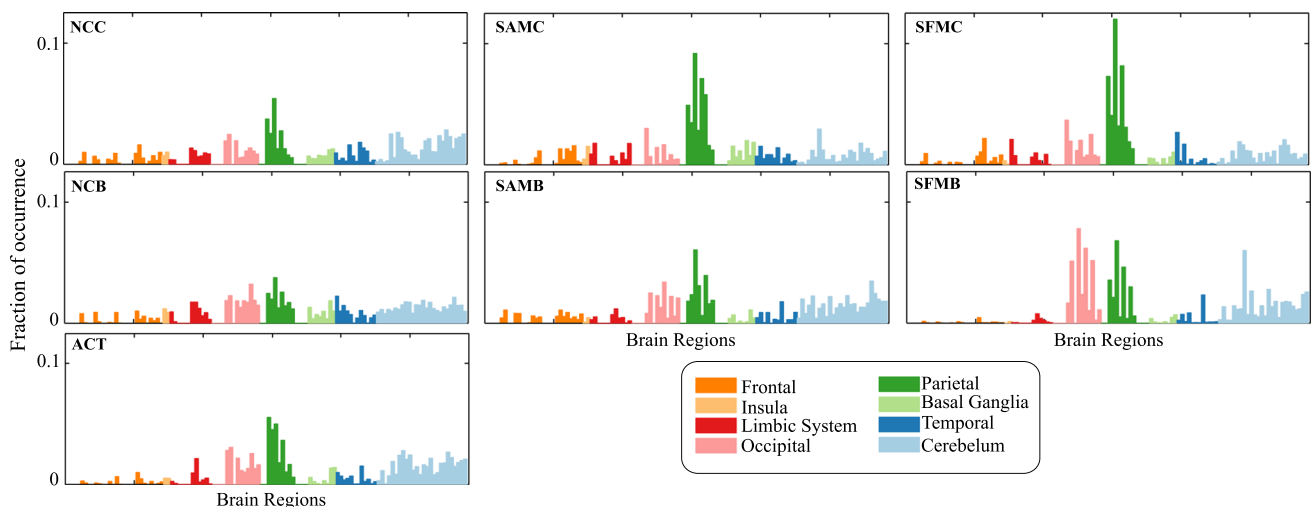 NCC
SAMC
SFMC
0.1
0
NCB
SAMB
SFMB
0.1
0
Fraction of occurrence
ACT
0.1
0
Brain Regions
Brain Regions
Brain Regions
Frontal
Insula
Limbic System
Occipital
Parietal
Basal Ganglia
Temporal
Cerebelum